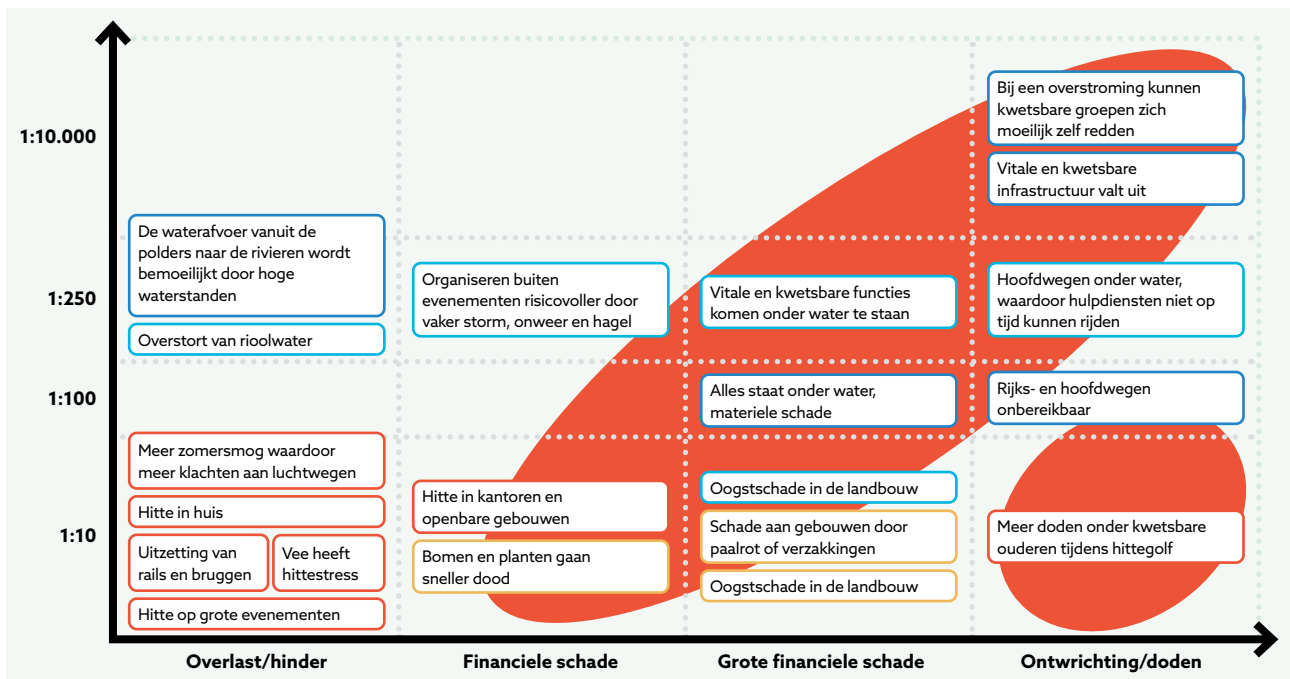 1:10.000
Bij een overstroming kunnen
kwetsbare groepen zich
moeilijk zelf redden
Vitale en kwetsbare
infrastructuur valt uit
1:250
De waterafvoer vanuit de
polders naar de rivieren wordt
bemoeilijkt door hoge
waterstanden
Overstort van rioolwater
Organiseren buiten
evenementen risicovoller door
vaker storm, onweer en hagel
Vitale en kwetsbare functies
komen onder water te staan
Hoofdwegen onder water,
waardoor hulpdiensten niet op
tijd kunnen rijden
1:100
Alles staat onder water,
materiele schade
Rijks- en hoofdwegen
onbereikbaar
1:10
Meer zomersmog waardoor
meer klachten aan luchtwegen
Hitte in huis
Uitzetting van
rails en bruggen
Vee heeft
hittestress
Hitte op grote evenementen
Hitte in kantoren en
openbare gebouwen
Bomen en planten gaan
sneller dood
Oogstschade in de landbouw
Schade aan gebouwen door
paalrot of verzakkingen
Oogstschade in de landbouw
Meer doden onder kwetsbare
ouderen tijdens hittegolf
Overlast/hinder
Financiele schade
Grote financiele schade
Ontwrichting/doden